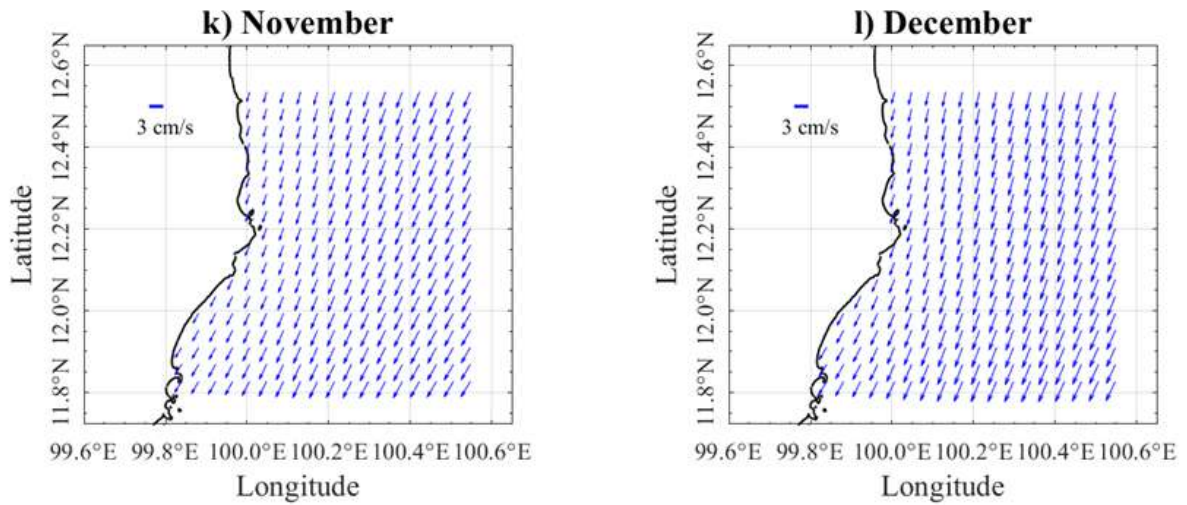 k) November
12.6°N
12.4°N
12.2°N
12.0°N
11.8°N
Latitude
3 cm/s
99.6°E 99.8°E 100.0°E 100.2°E 100.4°E 100.6°E
Longitude
l) December
12.6°N
12.4°N
12.2°N
12.0°N
11.8°N
Latitude
3 cm/s
99.6°E 99.8°E 100.0°E 100.2°E 100.4°E 100.6°E
Longitude